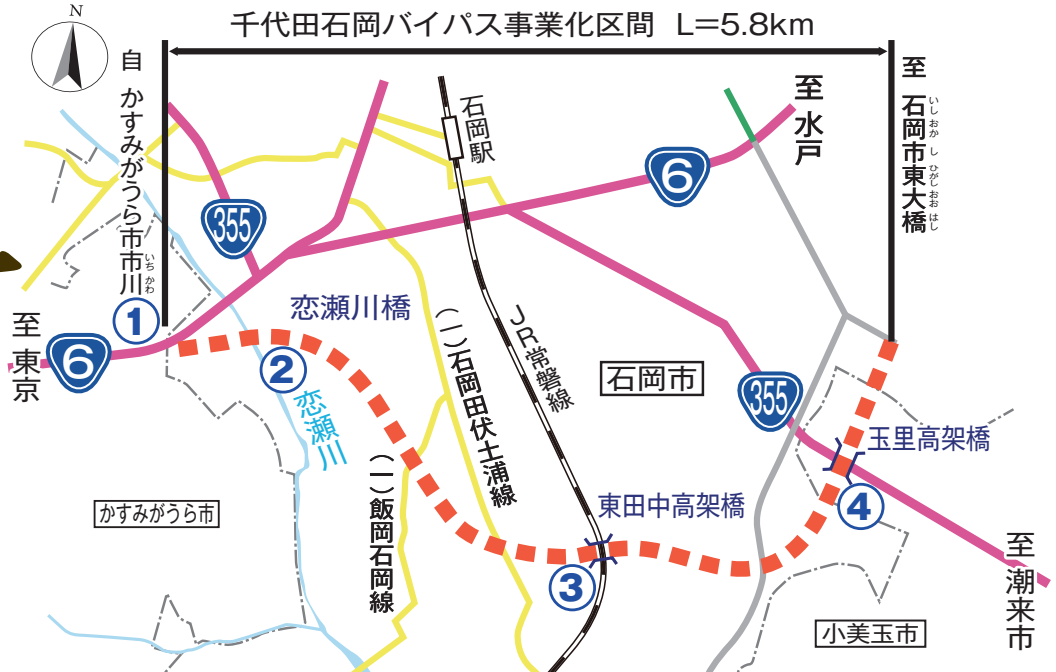 N
千代田石岡バイパス事業化区間 L=5.8km
自 かすみがうら市市川
いちかわ
至 石岡市東大橋
いしおかしひがしおおはし
至水戸
石岡駅
6
355
恋瀬川橋
①
至東京
6
②
恋瀬川
(一)石岡田伏土浦線
JR常磐線
石岡市
355
玉里高架橋
かすみがうら市
(一)飯岡石岡線
東田中高架橋
④
③
至潮来市
小美玉市